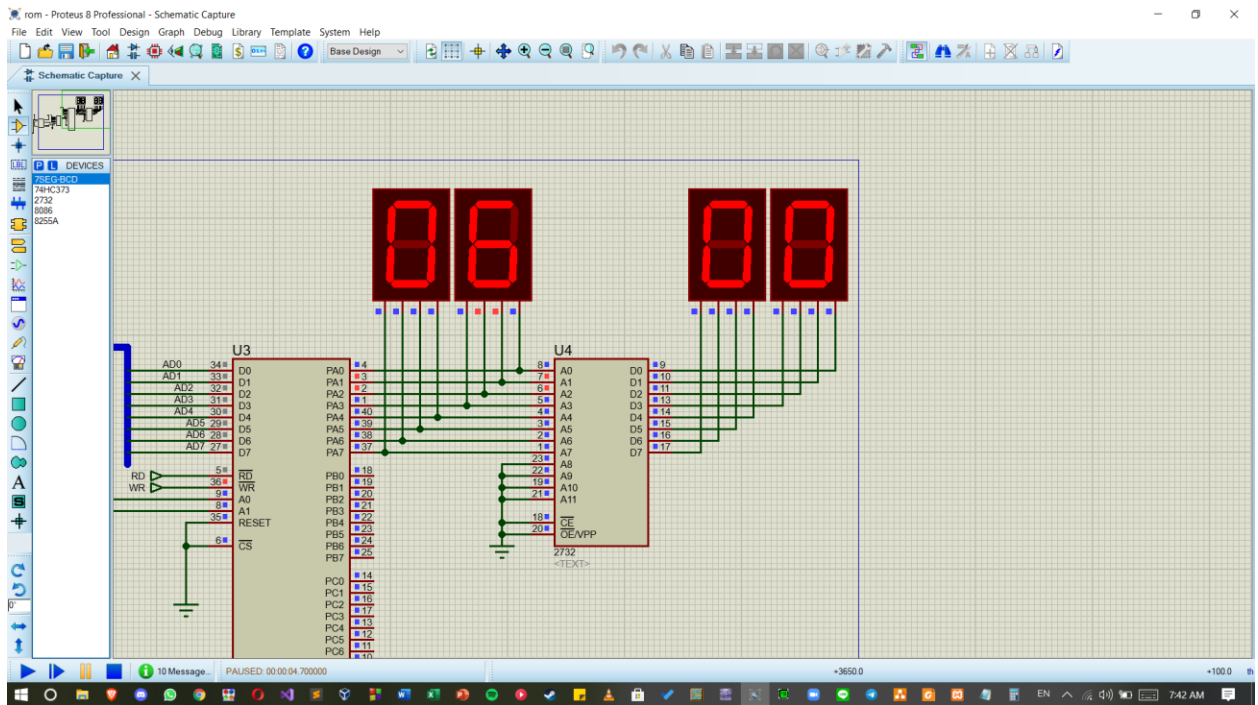 rom - Proteus 8 Professional - Schematic Capture
File Edit View Tool Design Graph Debug Library Template System Help
Base Design
Schematic Capture
P L DEVICES
7SEG-BCD
74HC373
2732
8086
8255A
U3
AD0 34 D0 PA0 4
AD1 33 D1 PA1 3
AD2 32 D2 PA2 2
AD3 31 D3 PA3 1
AD4 30 D4 PA4 40
AD5 29 D5 PA5 39
AD6 28 D6 PA6 38
AD7 27 D7 PA7 37
RD 5 RD PB0 18
WR 36 WR PB1 19
9 A0 PB2 20
8 A1 PB3 21
35 RESET PB4 22
PB5 23
6 CS PB6 24
PB7 25
PC0 14
PC1 15
PC2 16
PC3 17
PC4 13
PC5 12
PC6 11
10
U4
8 A0 D0 9
7 A1 D1 10
6 A2 D2 11
5 A3 D3 13
4 A4 D4 14
3 A5 D5 15
2 A6 D6 16
1 A7 D7 17
23 A8
22 A9
19 A10
21 A11
18 CE
20 OE/VPP
2732
<TEXT>
06 00
0°
10 Message... PAUSED: 00:00:04.700000 +3650.0 +100.0 th
EN 7:42 AM